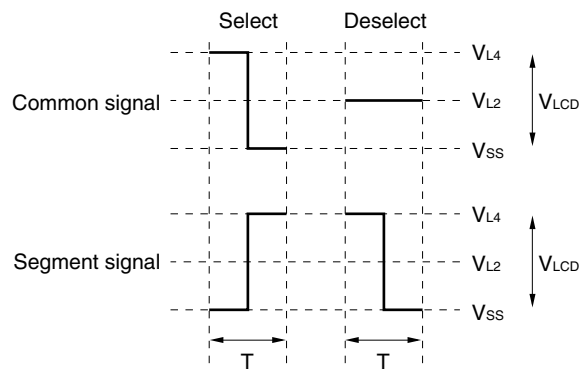 Select Deselect
VL4
Common signal VL2 VLCD
VSS
VL4
Segment signal VL2 VLCD
VSS
T T